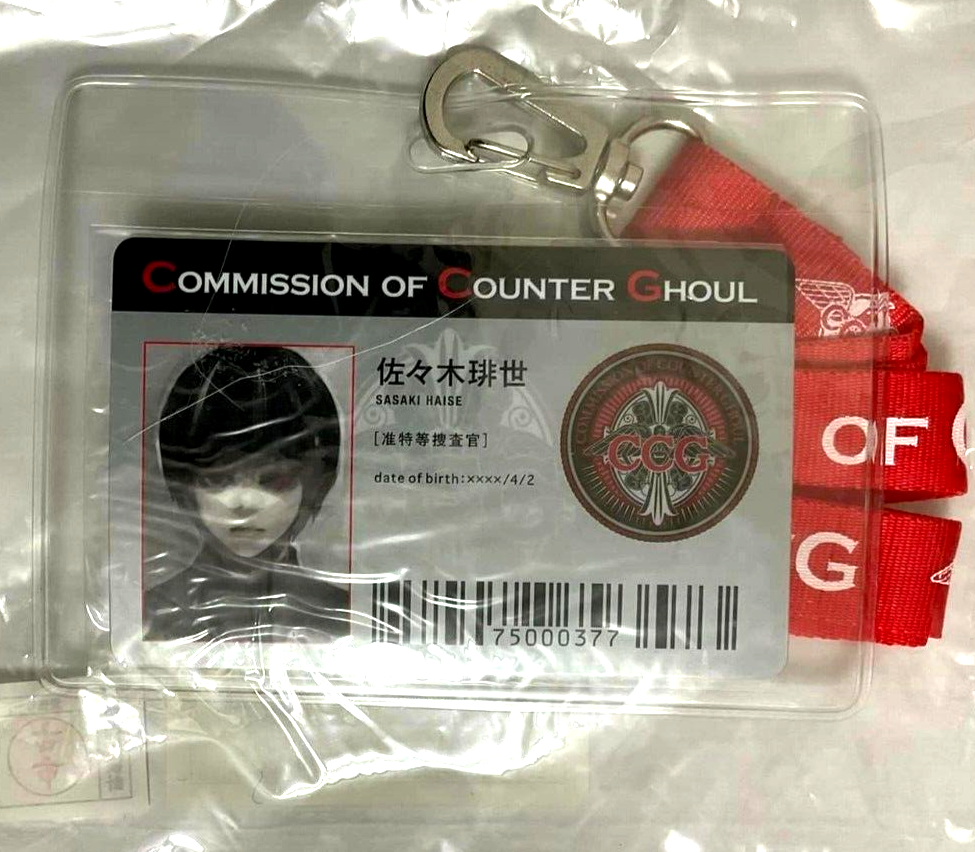 COMMISSION OF COUNTER GHOUL
佐々木琲世
SASAKI HAISE
[准特等捜査官]
date of birth:××××/4/2
CCG
75000377
OF
G